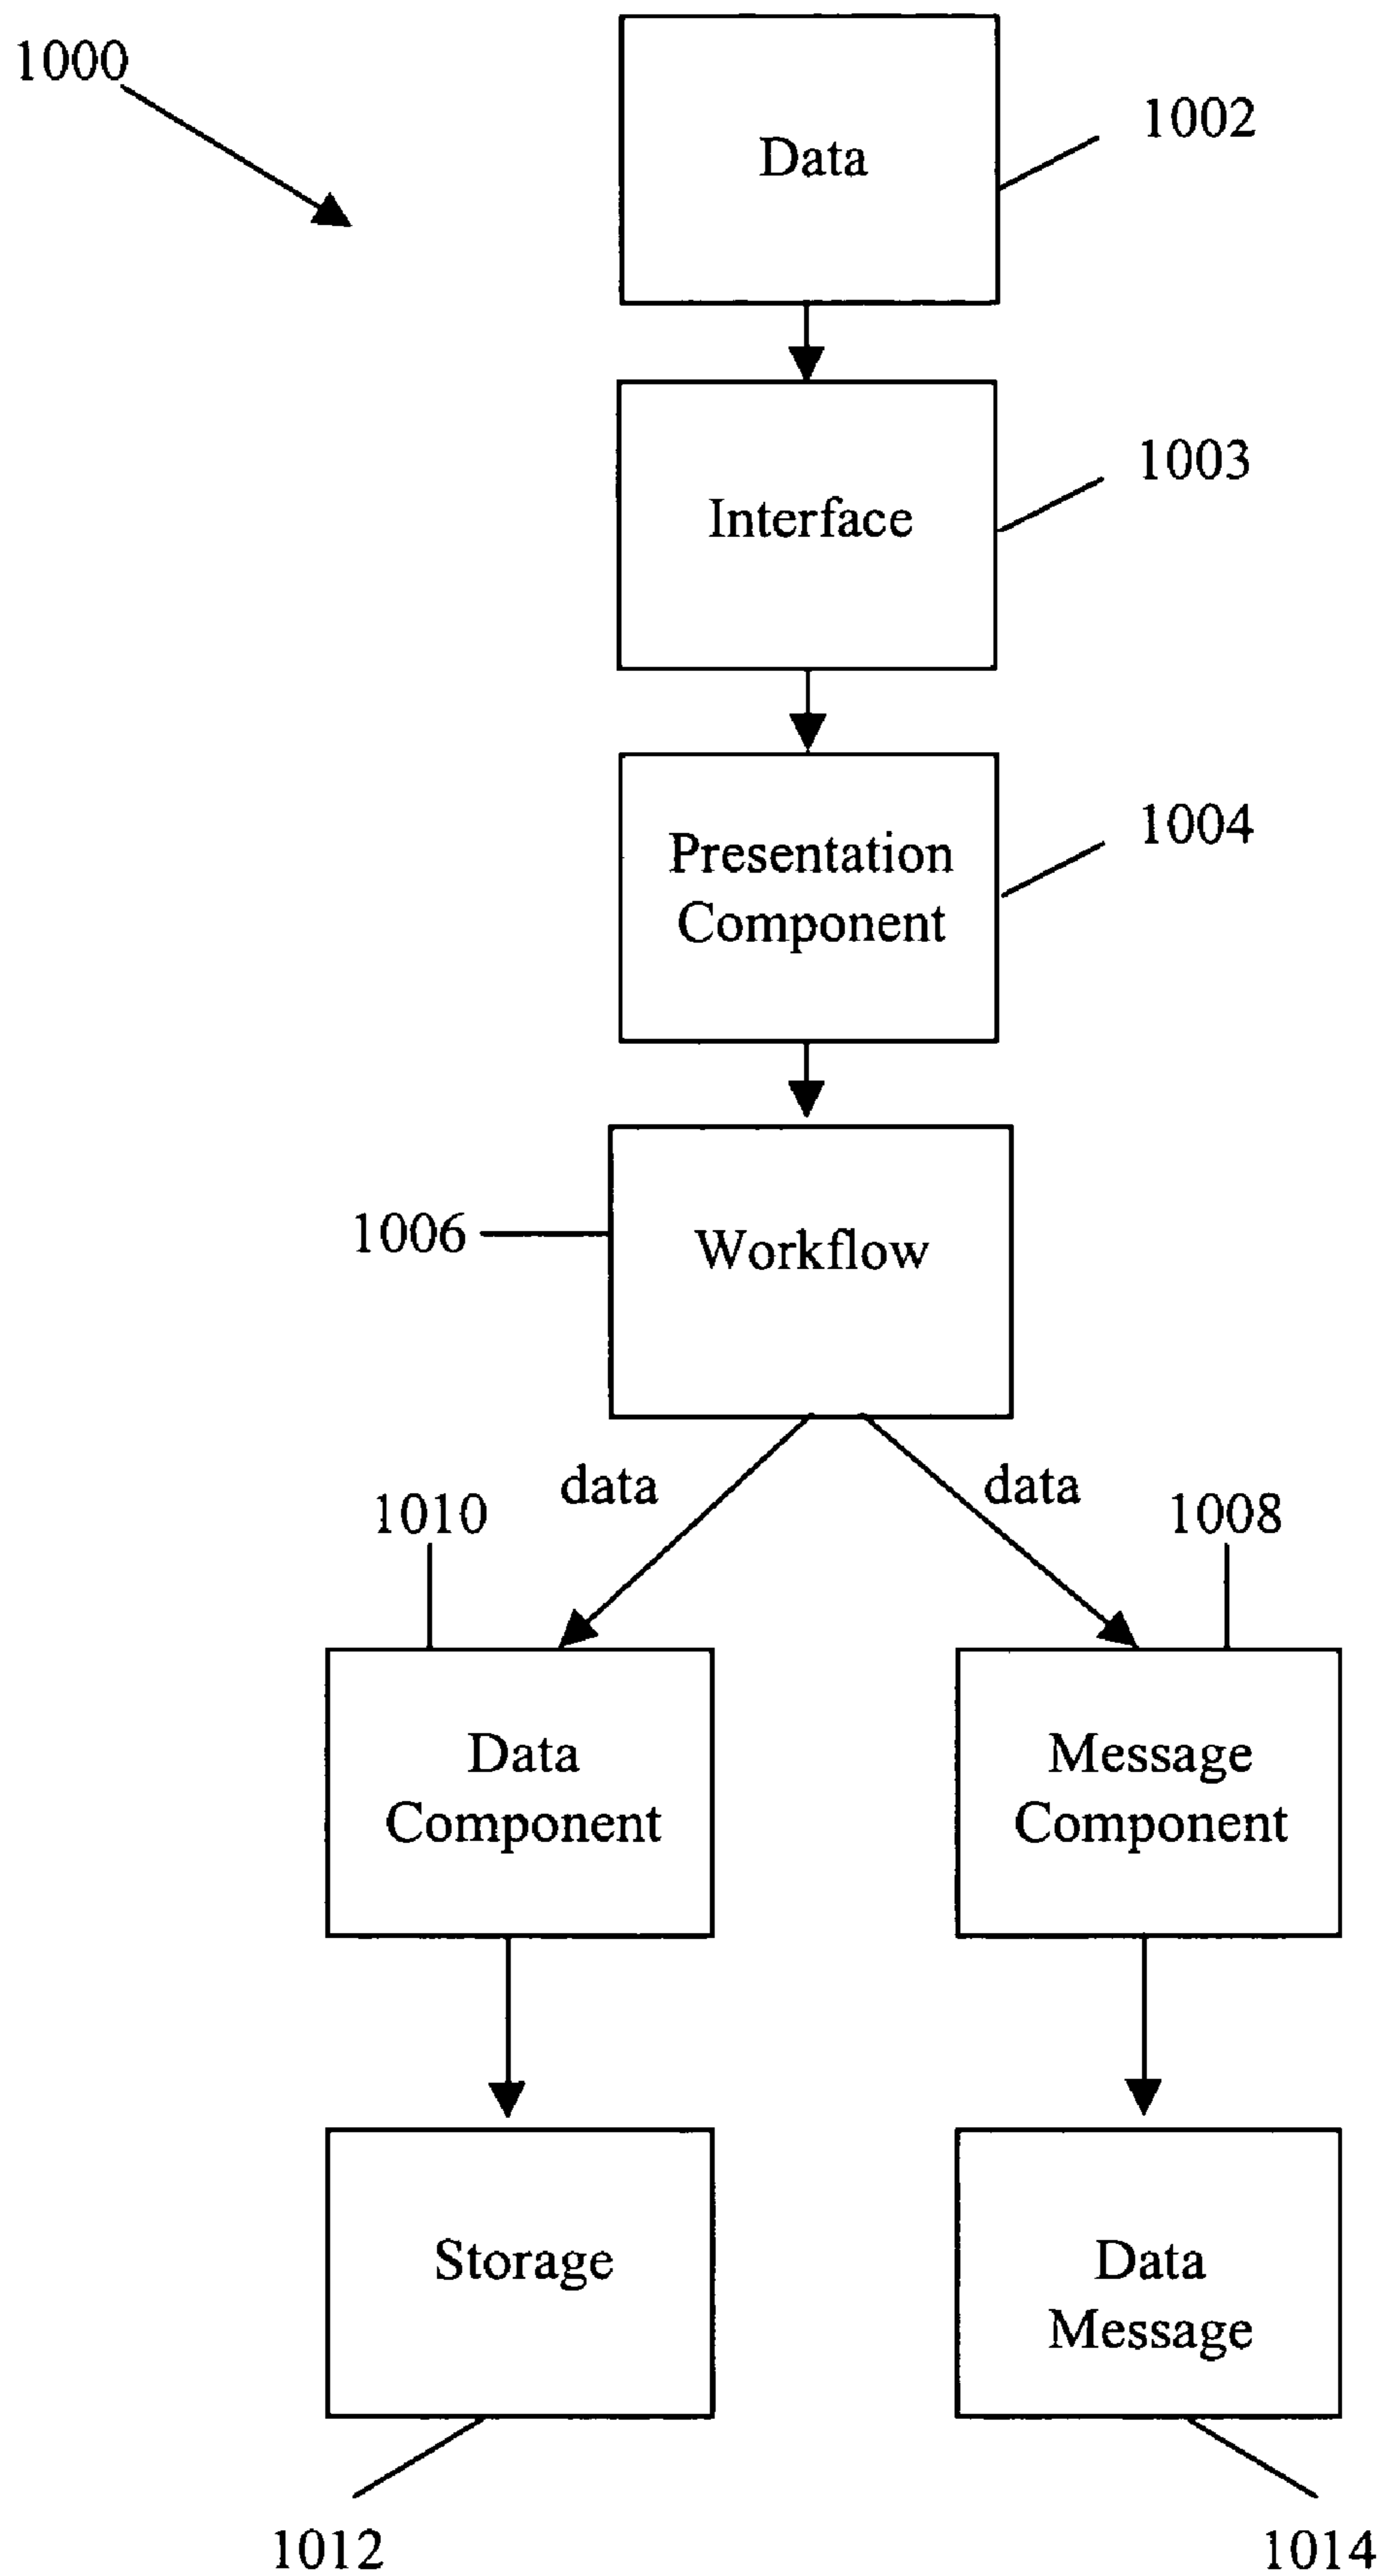 1000
1002
Data
1003
Interface
1004
Presentation
Component
1006
Workflow
data
data
1010
1008
Data
Component
Message
Component
Storage
Data
Message
1012
1014